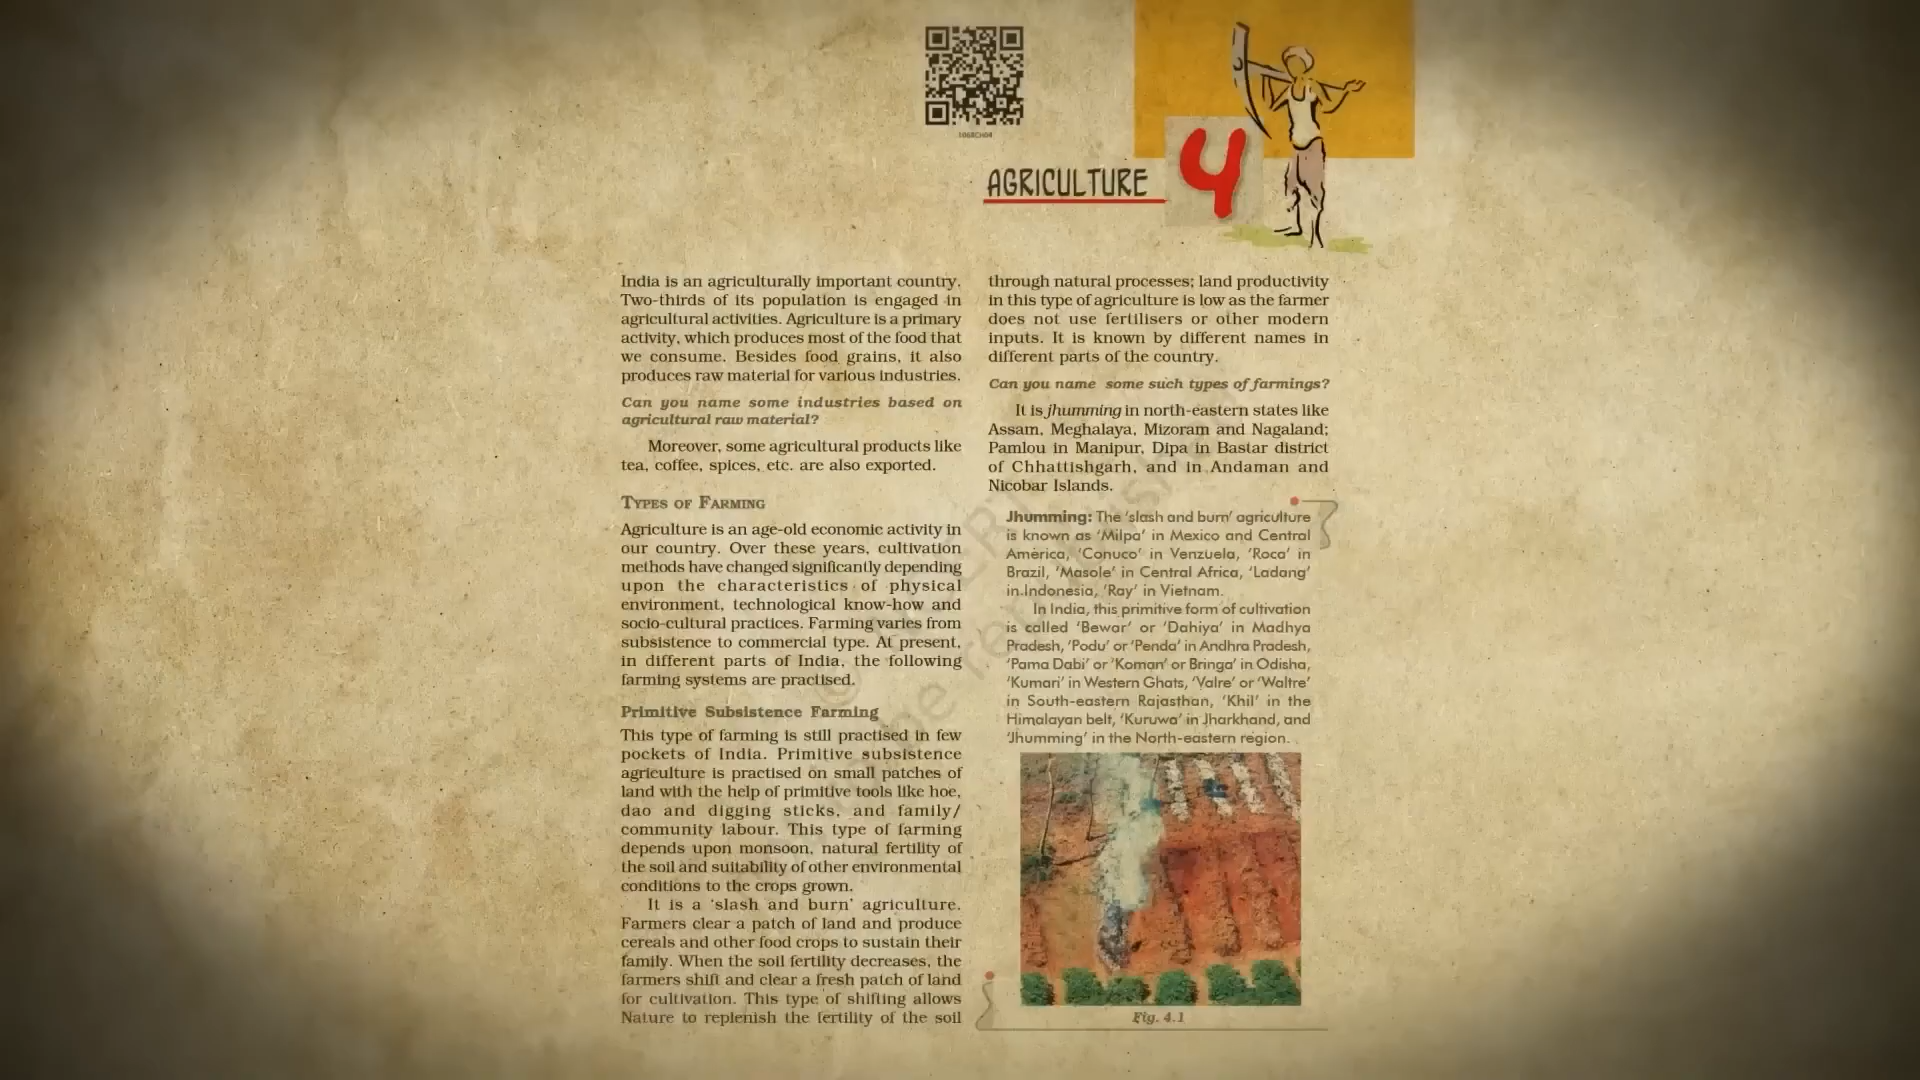 1068CH04
AGRICULTURE
4
India is an agriculturally important country.
Two-thirds of its population is engaged in
agricultural activities. Agriculture is a primary
activity, which produces most of the food that
we consume. Besides food grains, it also
produces raw material for various industries.
Can you name some industries based on
agricultural raw material?
Moreover, some agricultural products like
tea, coffee, spices, etc. are also exported.
TYPES OF FARMING
Agriculture is an age-old economic activity in
our country. Over these years, cultivation
methods have changed significantly depending
upon the characteristics of physical
environment, technological know-how and
socio-cultural practices. Farming varies from
subsistence to commercial type. At present,
in different parts of India, the following
farming systems are practised.
Primitive Subsistence Farming
This type of farming is still practised in few
pockets of India. Primitive subsistence
agriculture is practised on small patches of
land with the help of primitive tools like hoe,
dao and digging sticks, and family/
community labour. This type of farming
depends upon monsoon, natural fertility of
the soil and suitability of other environmental
conditions to the crops grown.
It is a 'slash and burn' agriculture.
Farmers clear a patch of land and produce
cereals and other food crops to sustain their
family. When the soil fertility decreases, the
farmers shift and clear a fresh patch of land
for cultivation. This type of shifting allows
Nature to replenish the fertility of the soil
through natural processes; land productivity
in this type of agriculture is low as the farmer
does not use fertilisers or other modern
inputs. It is known by different names in
different parts of the country.
Can you name some such types of farmings?
It is jhumming in north-eastern states like
Assam, Meghalaya, Mizoram and Nagaland;
Pamlou in Manipur, Dipa in Bastar district
of Chhattishgarh, and in Andaman and
Nicobar Islands.
Jhumming: The 'slash and burn' agriculture
is known as 'Milpa' in Mexico and Central
America, 'Conuco' in Venzuela, 'Roca' in
Brazil, 'Masole' in Central Africa, 'Ladang'
in Indonesia, 'Ray' in Vietnam.
In India, this primitive form of cultivation
is called 'Bewar' or 'Dahiya' in Madhya
Pradesh, 'Podu' or 'Penda' in Andhra Pradesh,
'Pama Dabi' or 'Koman' or Bringa' in Odisha,
'Kumari' in Western Ghats, 'Valre' or 'Waltre'
in South-eastern Rajasthan, 'Khil' in the
Himalayan belt, 'Kuruwa' in Jharkhand, and
'Jhumming' in the North-eastern region.
Fig. 4.1